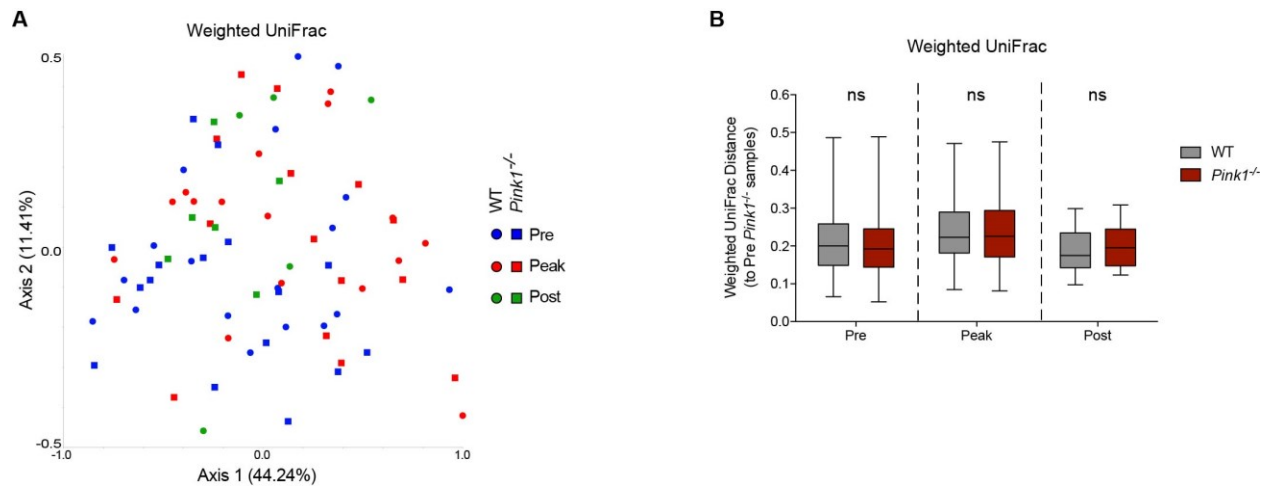 A
Weighted UniFrac
0.5
0.0
-0.5
Axis 2 (11.41%)
-1.0 0.0 1.0
Axis 1 (44.24%)
WT
Pink1-/-
Pre
Peak
Post
B
Weighted UniFrac
ns ns ns
0.6
0.5
0.4
0.3
0.2
0.1
0.0
Weighted UniFrac Distance
(to Pre Pink1-/- samples)
Pre Peak Post
WT
Pink1-/-